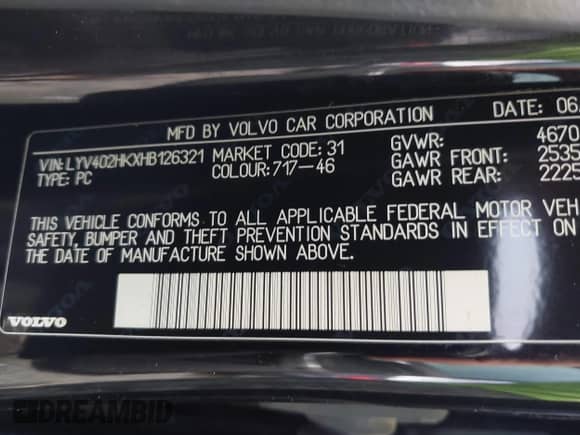 MFD BY VOLVO CAR CORPORATION DATE: 06
VIN: LYV402HKXHB126321 MARKET CODE: 31 GVWR: 4670
TYPE: PC COLOUR: 717-46 GAWR FRONT: 2535
GAWR REAR: 2225
THIS VEHICLE CONFORMS TO ALL APPLICABLE FEDERAL MOTOR VEH
SAFETY, BUMPER AND THEFT PREVENTION STANDARDS IN EFFECT ON
THE DATE OF MANUFACTURE SHOWN ABOVE.
VOLVO
DREAMBID